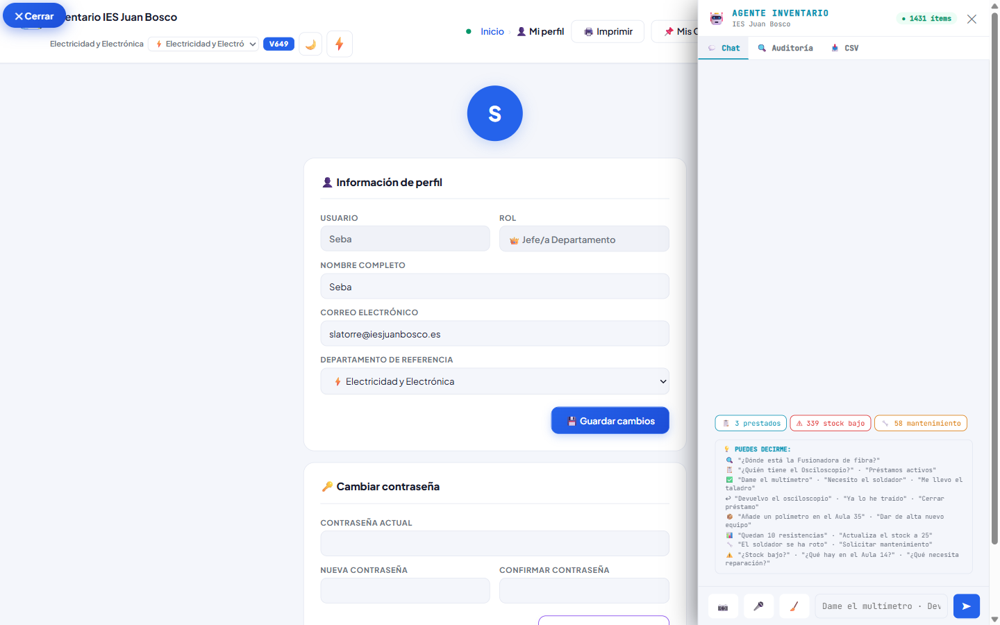 ✕ Cerrar
entario IES Juan Bosco
Electricidad y Electrónica
Electricidad y Electró
V649
Inicio
›
Mi perfil
Imprimir
Mis
S
Información de perfil
USUARIO
ROL
Seba
Jefe/a Departamento
NOMBRE COMPLETO
Seba
CORREO ELECTRÓNICO
slatorre@iesjuanbosco.es
DEPARTAMENTO DE REFERENCIA
Electricidad y Electrónica
Guardar cambios
Cambiar contraseña
CONTRASEÑA ACTUAL
NUEVA CONTRASEÑA
CONFIRMAR CONTRASEÑA
AGENTE INVENTARIO
IES Juan Bosco
● 1431 ítems
Chat
Auditoría
CSV
3 prestados
339 stock bajo
58 mantenimiento
PUEDES DECIRME:
"¿Dónde está la Fusionadora de fibra?"
"¿Quién tiene el Osciloscopio?" · "Préstamos activos"
"Dame el multímetro" · "Necesito el soldador" · "Me llevo el
taladro"
"Devuelvo el osciloscopio" · "Ya lo he traído" · "Cerrar
préstamo"
"Añade un polímetro en el Aula 35" · "Dar de alta nuevo
equipo"
"Quedan 10 resistencias" · "Actualiza el stock a 25"
"El soldador se ha roto" · "Solicitar mantenimiento"
"¿Stock bajo?" · "¿Qué hay en el Aula 14?" · "¿Qué necesita
reparación?"
Dame el multímetro · Dev